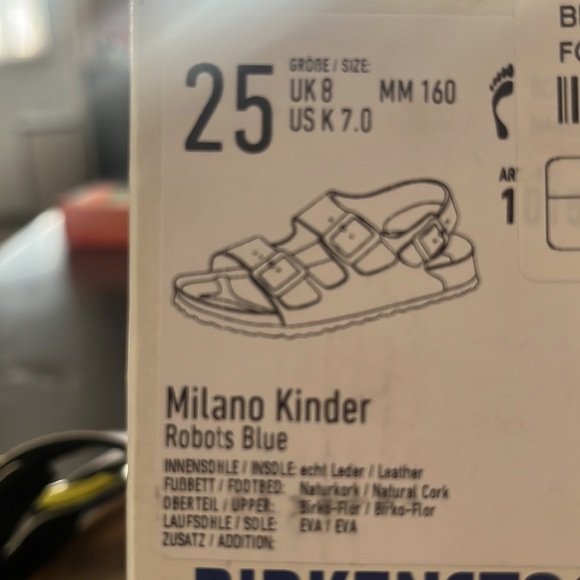 25
GRÖßE / SIZE:
UK 8 MM 160
US K 7.0
Milano Kinder
Robots Blue
INNENSOHLE / INSOLE: echt Leder / Leather
FUßBETT / FOOTBED: Naturkork / Natural Cork
OBERTEIL / UPPER: Birko-Flor / Birko-Flor
LAUFSOHLE / SOLE: EVA / EVA
ZUSATZ / ADDITION: